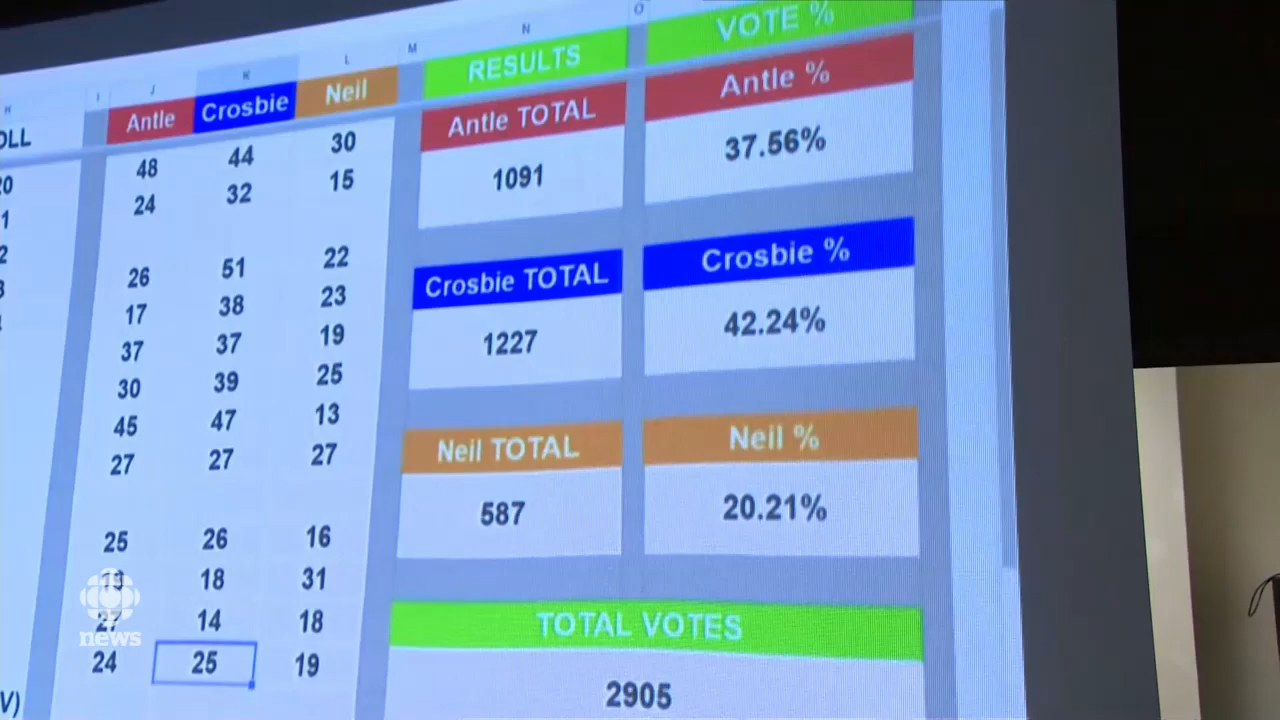 I J K L M N O
RESULTS VOTE %
Antle Crosbie Neil Antle TOTAL Antle %
48 44 30 1091 37.56%
24 32 15
26 51 22 Crosbie TOTAL Crosbie %
17 38 23
37 37 19 1227 42.24%
30 39 25
45 47 13 Neil TOTAL Neil %
27 27 27
587 20.21%
25 26 16
18 31
27 14 18 TOTAL VOTES
24 25 19
2905
news